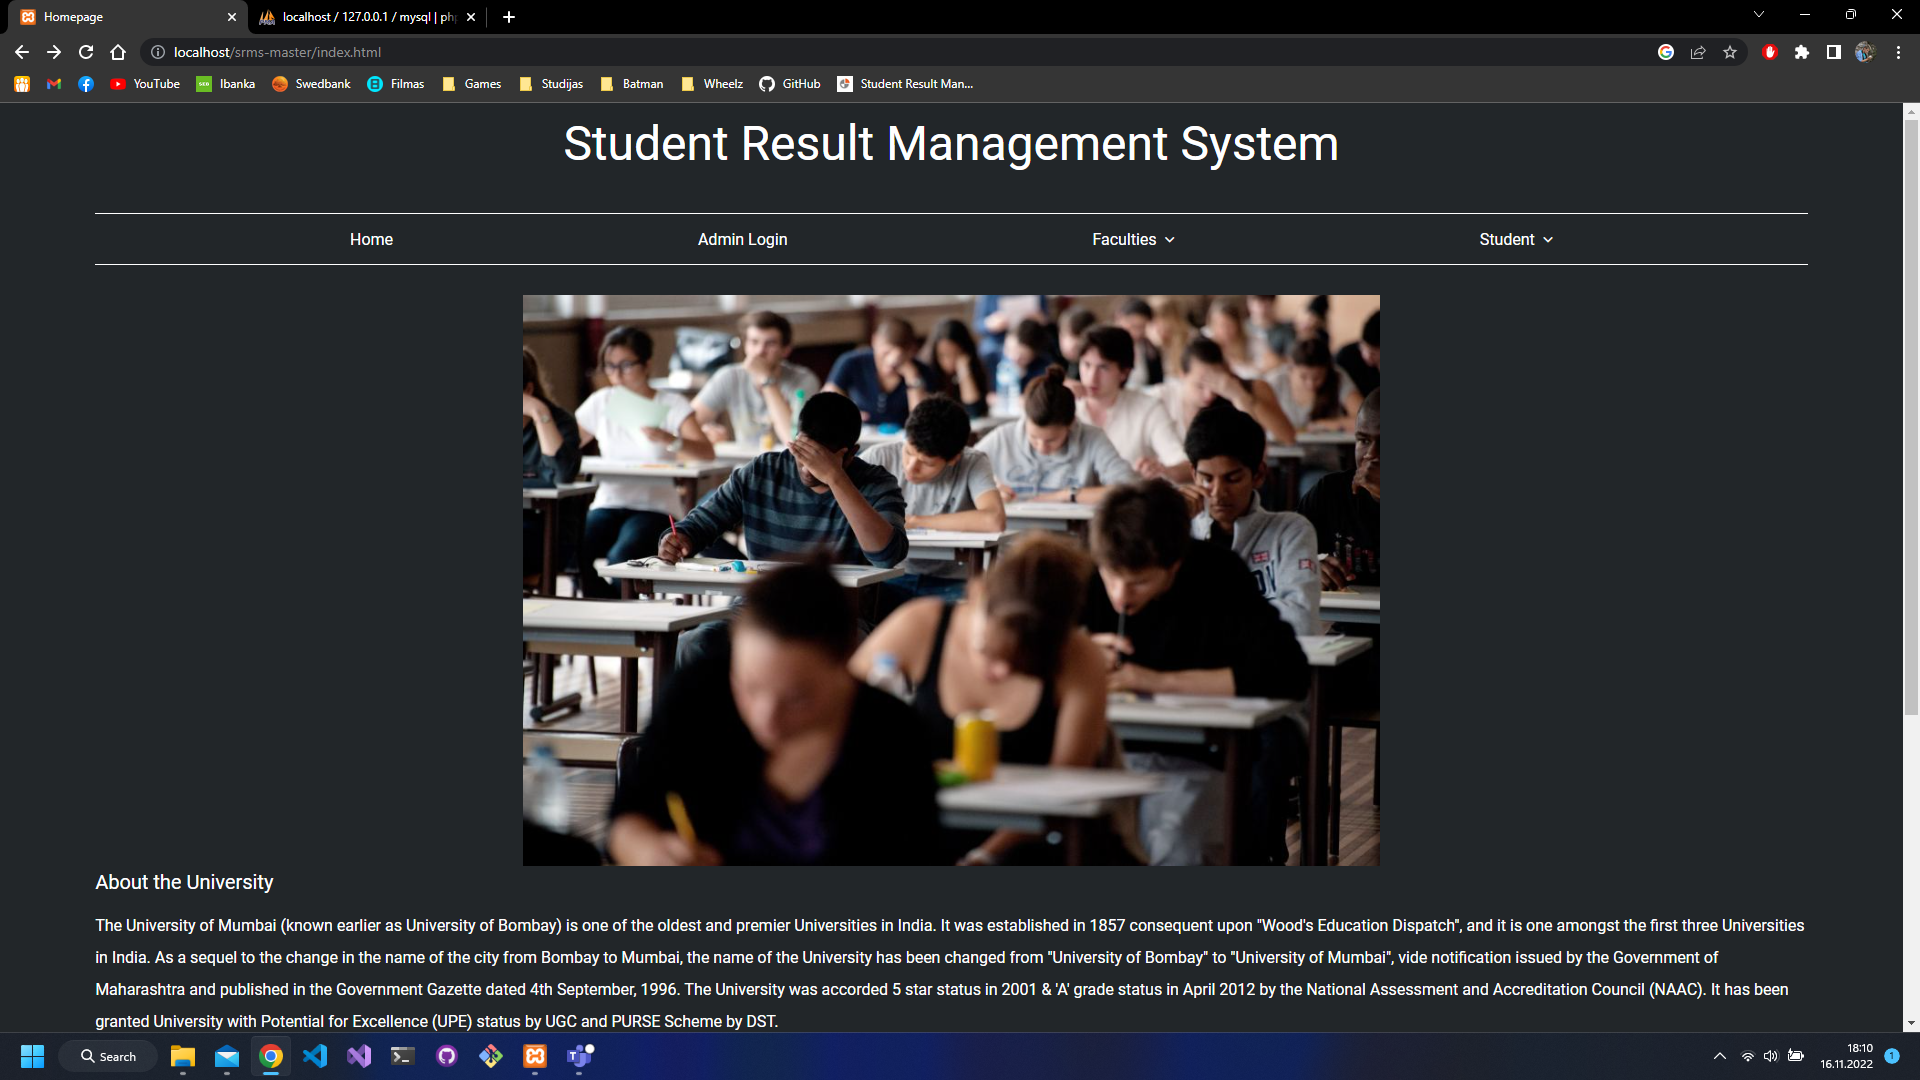 Homepage
localhost / 127.0.0.1 / mysql | php
localhost/srms-master/index.html
YouTube
Ibanka
Swedbank
Filmas
Games
Studijas
Batman
Wheelz
GitHub
Student Result Man...
Student Result Management System
Home
Admin Login
Faculties
Student
About the University
The University of Mumbai (known earlier as University of Bombay) is one of the oldest and premier Universities in India. It was established in 1857 consequent upon "Wood's Education Dispatch", and it is one amongst the first three Universities
in India. As a sequel to the change in the name of the city from Bombay to Mumbai, the name of the University has been changed from "University of Bombay" to "University of Mumbai", vide notification issued by the Government of
Maharashtra and published in the Government Gazette dated 4th September, 1996. The University was accorded 5 star status in 2001 & 'A' grade status in April 2012 by the National Assessment and Accreditation Council (NAAC). It has been
granted University with Potential for Excellence (UPE) status by UGC and PURSE Scheme by DST.
Search
18:10
16.11.2022
1